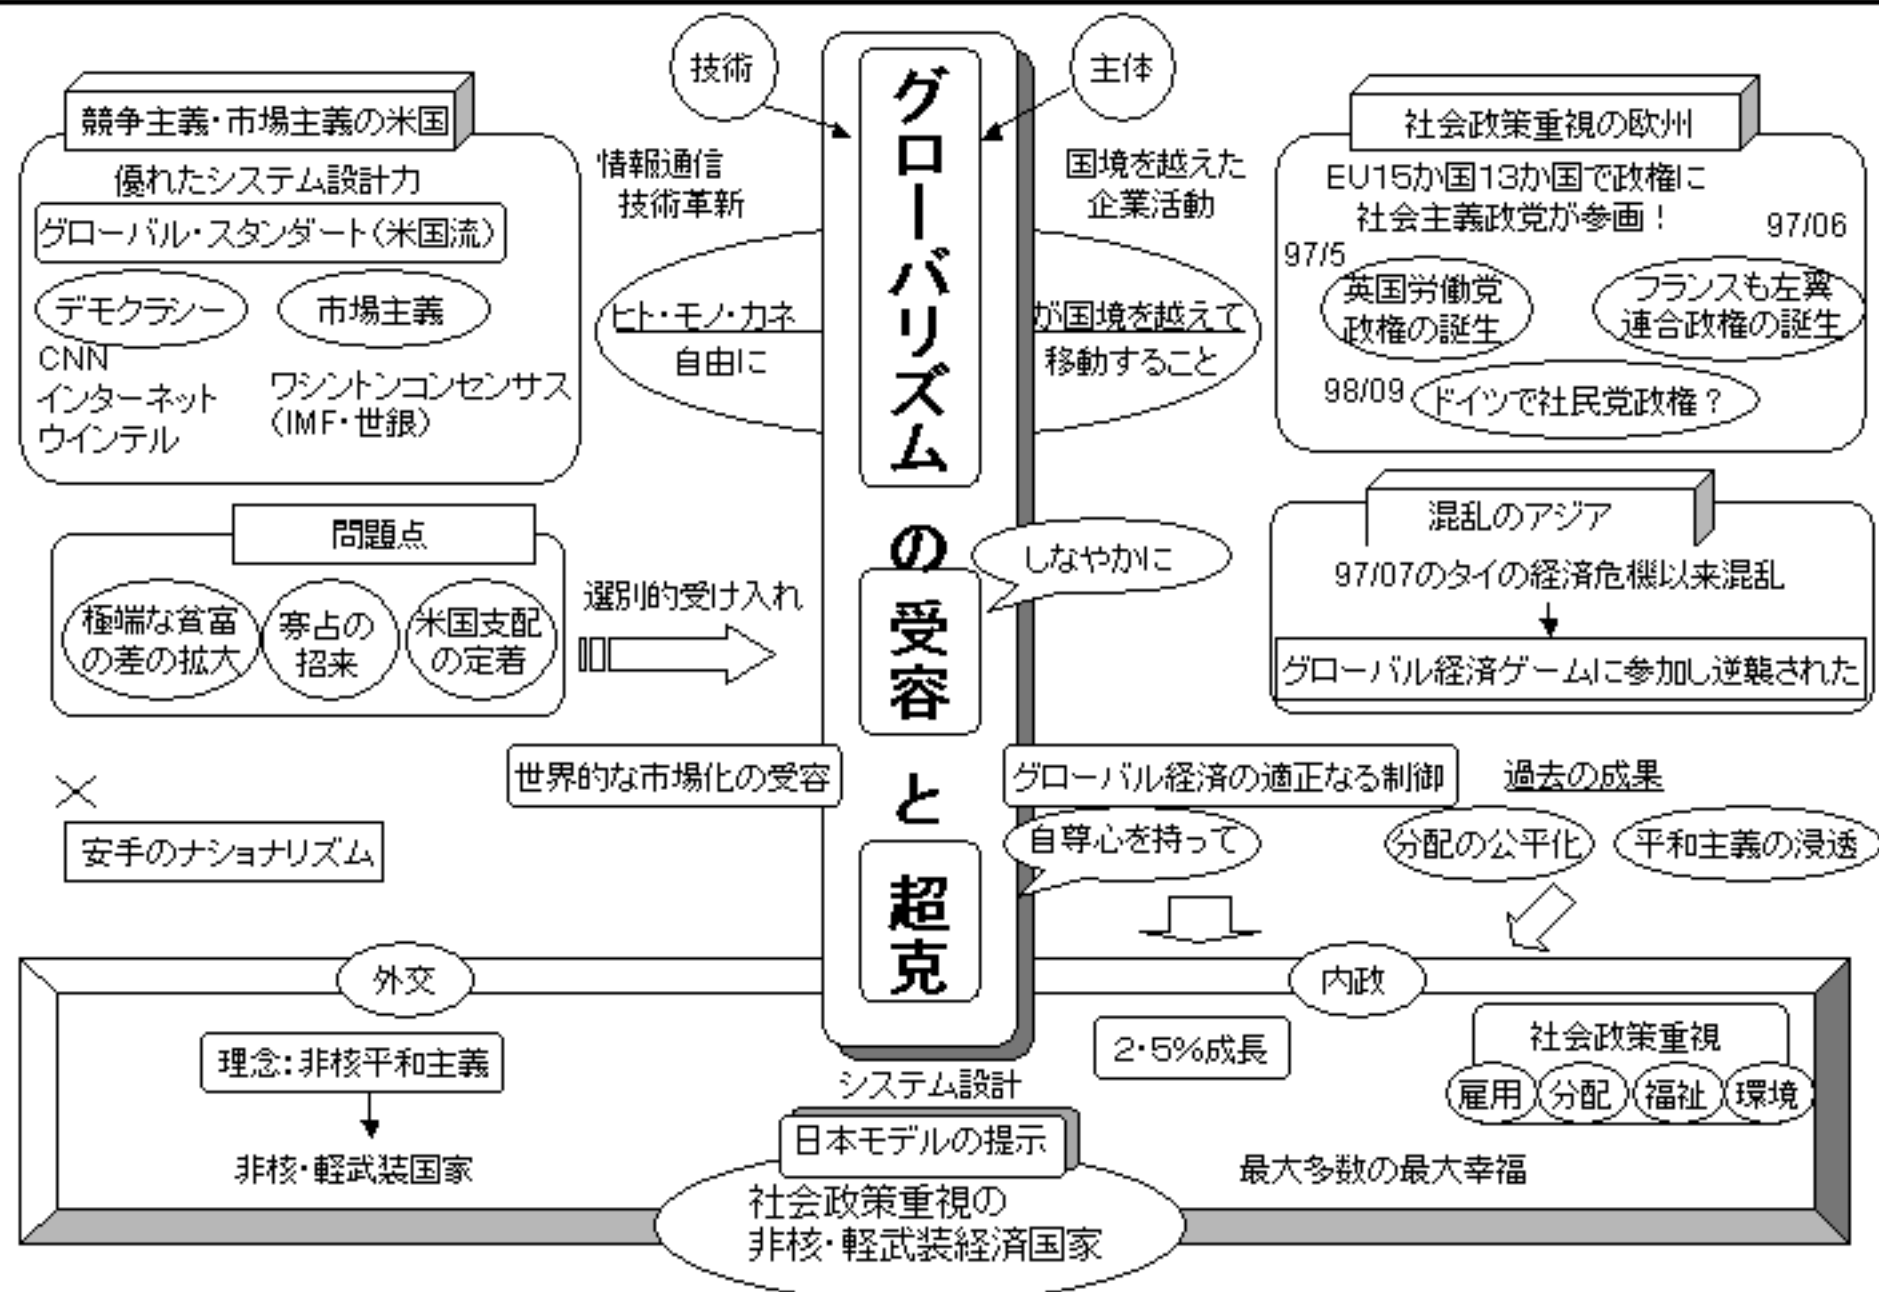 技術
主体
グローバリズムの受容と超克
競争主義・市場主義の米国
優れたシステム設計力
グローバル・スタンダート(米国流)
デモクラシー
市場主義
CNN
インターネット
ウインテル
ワシントンコンセンサス
(IMF・世銀)
情報通信
技術革新
国境を越えた
企業活動
ヒト・モノ・カネ
が国境を越えて
自由に
移動すること
社会政策重視の欧州
EU15か国13か国で政権に
社会主義政党が参画!
97/5
97/06
英国労働党
政権の誕生
フランスも左翼
連合政権の誕生
98/09
ドイツで社民党政権?
問題点
極端な貧富
の差の拡大
寡占の
招来
米国支配
の定着
選別的受け入れ
しなやかに
混乱のアジア
97/07のタイの経済危機以来混乱
グローバル経済ゲームに参加し逆襲された
世界的な市場化の受容
グローバル経済の適正なる制御
過去の成果
安手のナショナリズム
自尊心を持って
分配の公平化
平和主義の浸透
外交
内政
理念:非核平和主義
非核・軽武装国家
2・5%成長
社会政策重視
雇用
分配
福祉
環境
最大多数の最大幸福
システム設計
日本モデルの提示
社会政策重視の
非核・軽武装経済国家